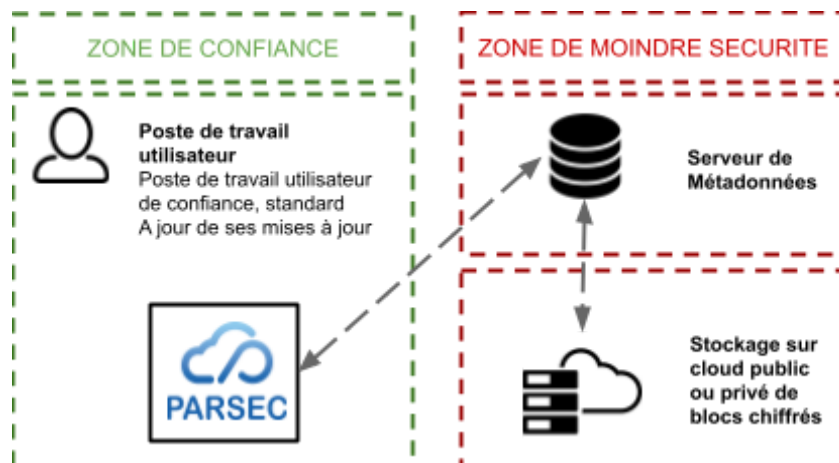 ZONE DE CONFIANCE
ZONE DE MOINDRE SECURITE
Poste de travail
utilisateur
Poste de travail utilisateur
de confiance, standard
A jour de ses mises à jour
PARSEC
Serveur de
Métadonnées
Stockage sur
cloud public
ou privé de
blocs chiffrés